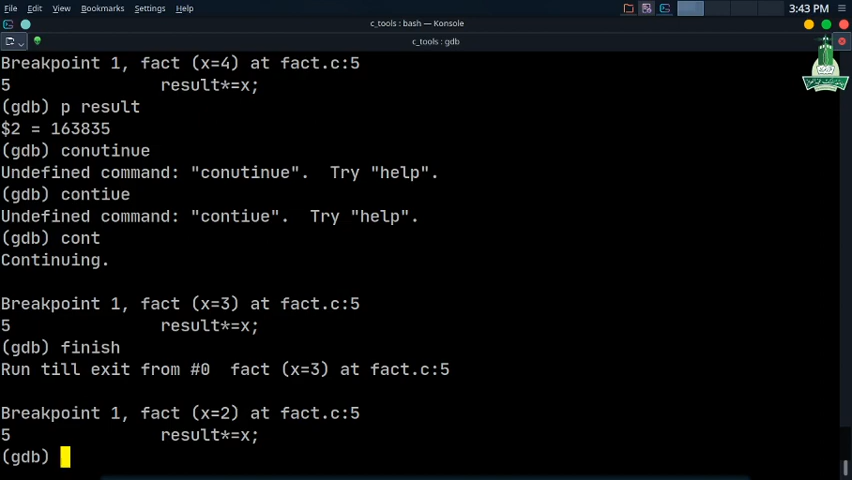 File Edit View Bookmarks Settings Help 3:43 PM
c_tools : bash — Konsole
c_tools : gdb
Breakpoint 1, fact (x=4) at fact.c:5
5               result*=x;
(gdb) p result
$2 = 163835
(gdb) conutinue
Undefined command: "conutinue".  Try "help".
(gdb) contiue
Undefined command: "contiue".  Try "help".
(gdb) cont
Continuing.
Breakpoint 1, fact (x=3) at fact.c:5
5               result*=x;
(gdb) finish
Run till exit from #0  fact (x=3) at fact.c:5
Breakpoint 1, fact (x=2) at fact.c:5
5               result*=x;
(gdb)